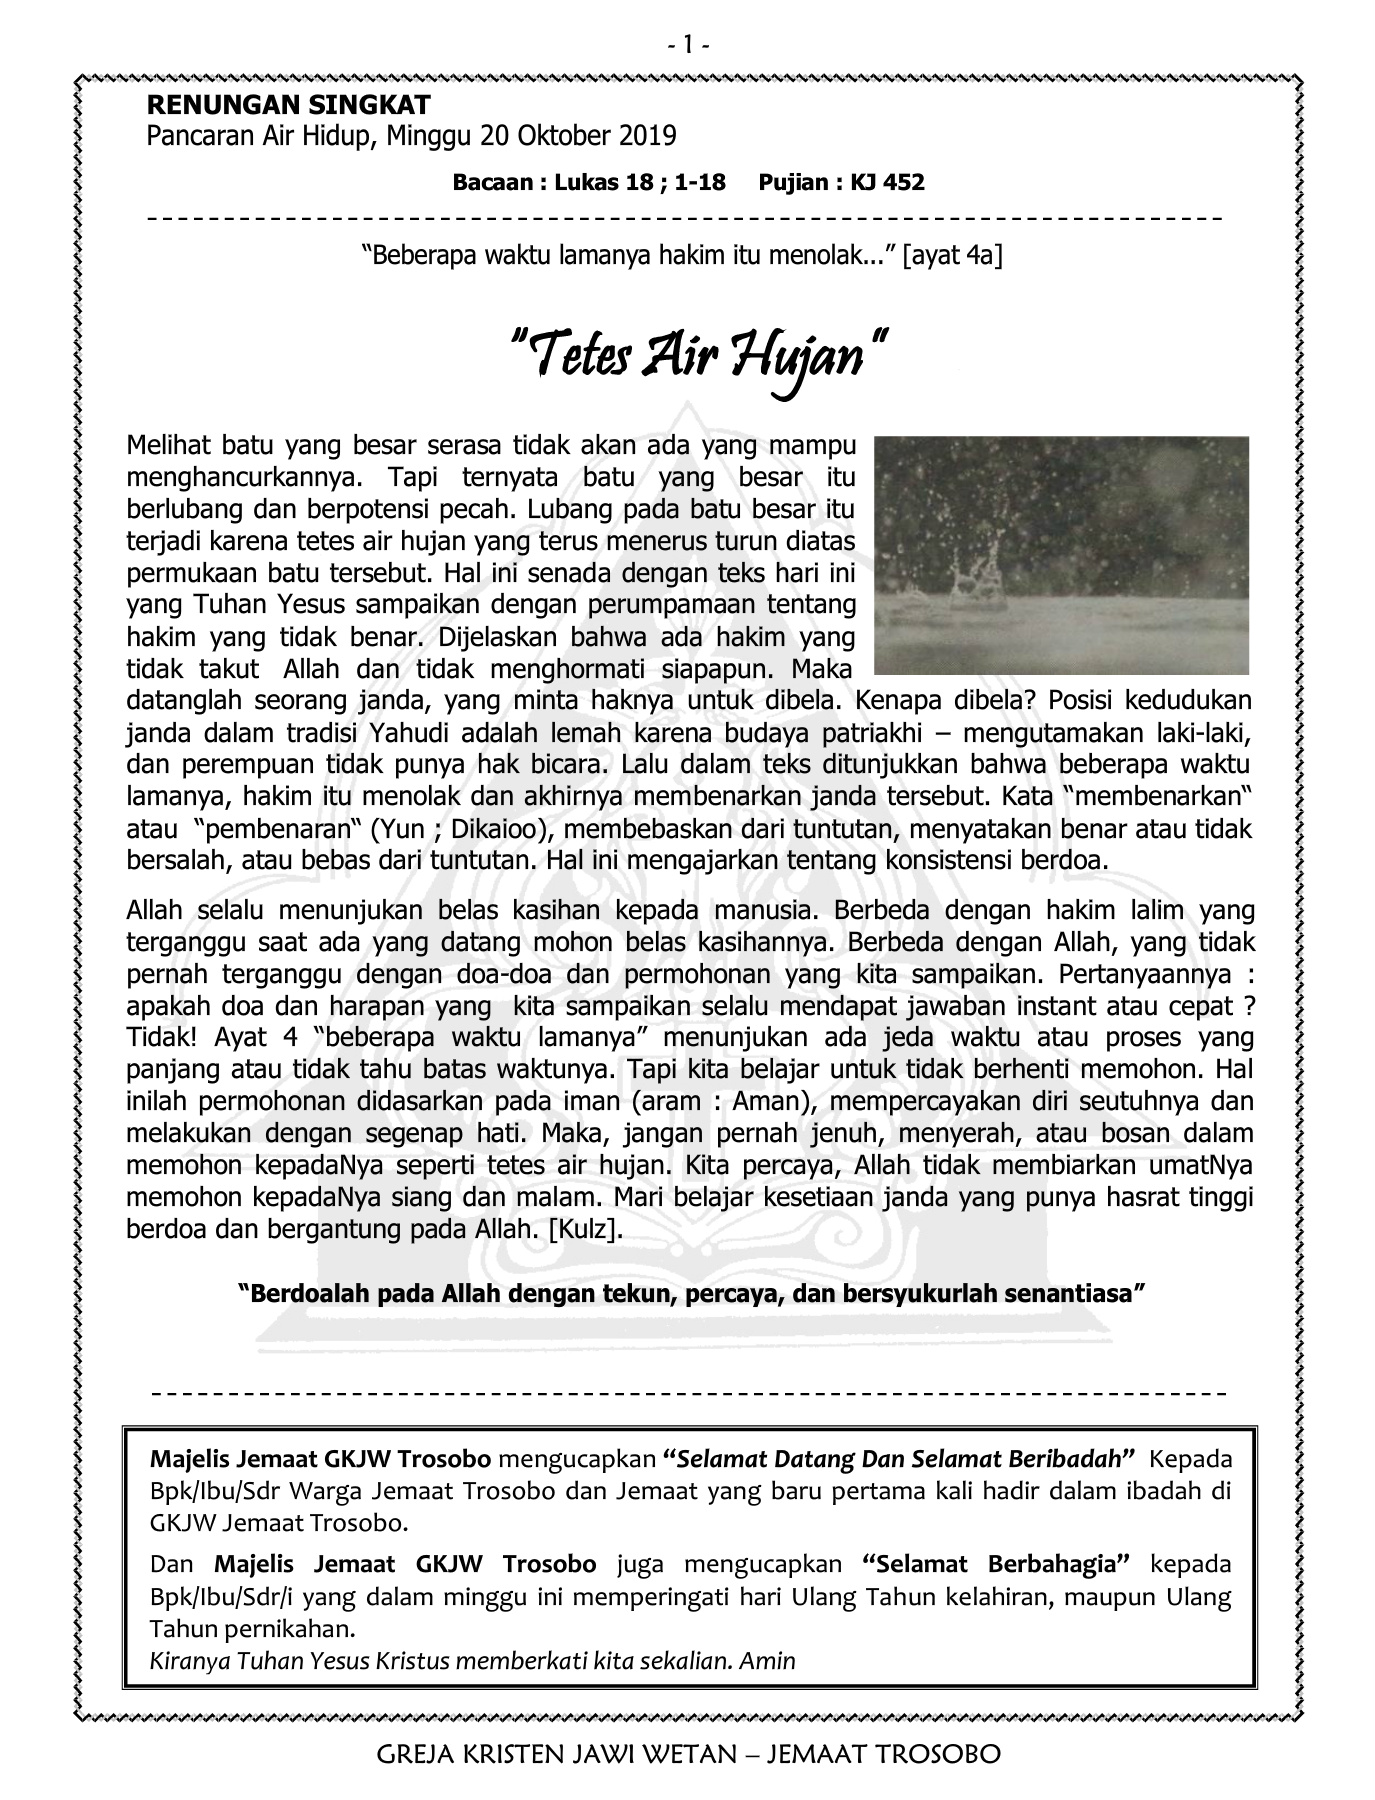 - 1 -
RENUNGAN SINGKAT
Pancaran Air Hidup, Minggu 20 Oktober 2019
Bacaan : Lukas 18 ; 1-18 Pujian : KJ 452
“Beberapa waktu lamanya hakim itu menolak...” [ayat 4a]
"Tetes Air Hujan"
Melihat batu yang besar serasa tidak akan ada yang mampu
menghancurkannya. Tapi ternyata batu yang besar itu
berlubang dan berpotensi pecah. Lubang pada batu besar itu
terjadi karena tetes air hujan yang terus menerus turun diatas
permukaan batu tersebut. Hal ini senada dengan teks hari ini
yang Tuhan Yesus sampaikan dengan perumpamaan tentang
hakim yang tidak benar. Dijelaskan bahwa ada hakim yang
tidak takut Allah dan tidak menghormati siapapun. Maka
datanglah seorang janda, yang minta haknya untuk dibela. Kenapa dibela? Posisi kedudukan
janda dalam tradisi Yahudi adalah lemah karena budaya patriakhi – mengutamakan laki-laki,
dan perempuan tidak punya hak bicara. Lalu dalam teks ditunjukkan bahwa beberapa waktu
lamanya, hakim itu menolak dan akhirnya membenarkan janda tersebut. Kata “membenarkan“
atau “pembenaran“ (Yun ; Dikaioo), membebaskan dari tuntutan, menyatakan benar atau tidak
bersalah, atau bebas dari tuntutan. Hal ini mengajarkan tentang konsistensi berdoa.
Allah selalu menunjukan belas kasihan kepada manusia. Berbeda dengan hakim lalim yang
terganggu saat ada yang datang mohon belas kasihannya. Berbeda dengan Allah, yang tidak
pernah terganggu dengan doa-doa dan permohonan yang kita sampaikan. Pertanyaannya :
apakah doa dan harapan yang kita sampaikan selalu mendapat jawaban instant atau cepat ?
Tidak! Ayat 4 “beberapa waktu lamanya” menunjukan ada jeda waktu atau proses yang
panjang atau tidak tahu batas waktunya. Tapi kita belajar untuk tidak berhenti memohon. Hal
inilah permohonan didasarkan pada iman (aram : Aman), mempercayakan diri seutuhnya dan
melakukan dengan segenap hati. Maka, jangan pernah jenuh, menyerah, atau bosan dalam
memohon kepadaNya seperti tetes air hujan. Kita percaya, Allah tidak membiarkan umatNya
memohon kepadaNya siang dan malam. Mari belajar kesetiaan janda yang punya hasrat tinggi
berdoa dan bergantung pada Allah. [Kulz].
“Berdoalah pada Allah dengan tekun, percaya, dan bersyukurlah senantiasa”
Majelis Jemaat GKJW Trosobo mengucapkan “Selamat Datang Dan Selamat Beribadah” Kepada
Bpk/Ibu/Sdr Warga Jemaat Trosobo dan Jemaat yang baru pertama kali hadir dalam ibadah di
GKJW Jemaat Trosobo.
Dan Majelis Jemaat GKJW Trosobo juga mengucapkan “Selamat Berbahagia” kepada
Bpk/Ibu/Sdr/i yang dalam minggu ini memperingati hari Ulang Tahun kelahiran, maupun Ulang
Tahun pernikahan.
Kiranya Tuhan Yesus Kristus memberkati kita sekalian. Amin
GREJA KRISTEN JAWI WETAN – JEMAAT TROSOBO